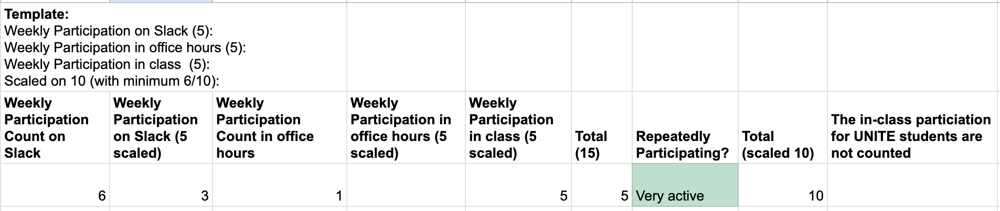 Template:
Weekly Participation on Slack (5):
Weekly Participation in office hours (5):
Weekly Participation in class  (5):
Scaled on 10 (with minimum 6/10):
Weekly Participation Count on Slack
Weekly Participation on Slack (5 scaled)
Weekly Participation Count in office hours
Weekly Participation in office hours (5 scaled)
Weekly Participation in class (5 scaled)
Total (15)
Repeatedly Participating?
Total (scaled 10)
The in-class particiation for UNITE students are not counted
6
3
1
5
5
Very active
10